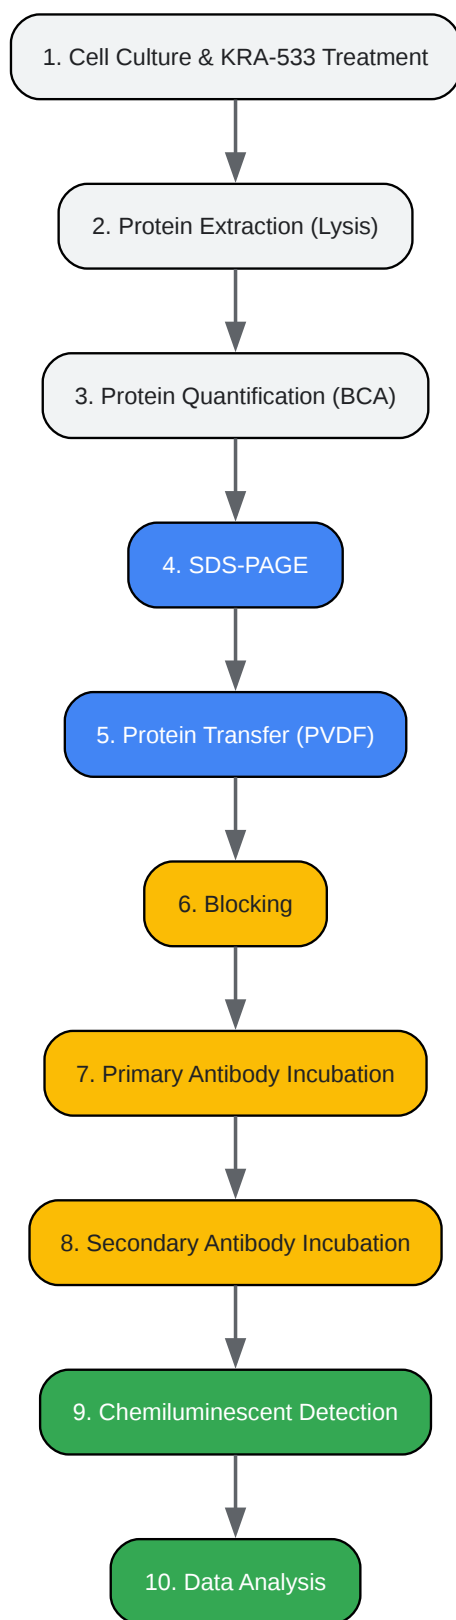 1. Cell Culture & KRA-533 Treatment
2. Protein Extraction (Lysis)
3. Protein Quantification (BCA)
4. SDS-PAGE
5. Protein Transfer (PVDF)
6. Blocking
7. Primary Antibody Incubation
8. Secondary Antibody Incubation
9. Chemiluminescent Detection
10. Data Analysis